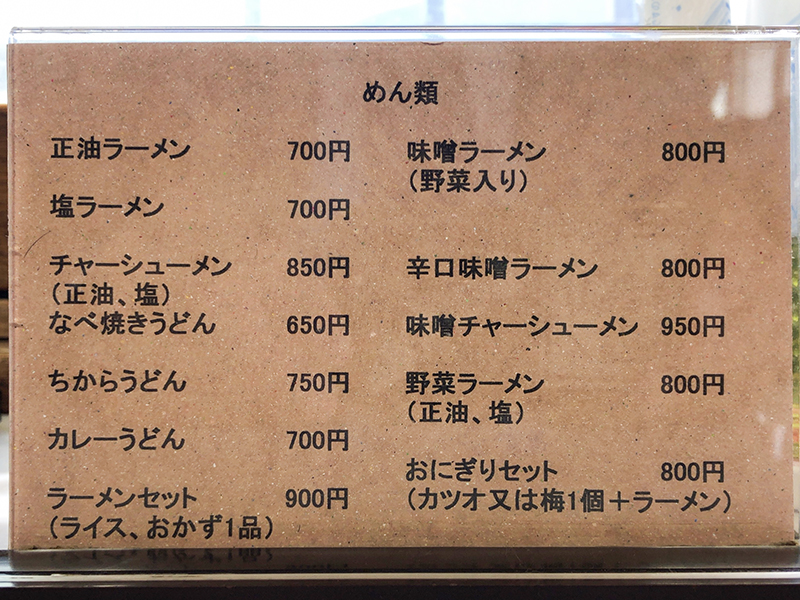 めん類
正油ラーメン 700円
塩ラーメン 700円
チャーシューメン 850円
（正油、塩）
なべ焼きうどん 650円
ちからうどん 750円
カレーうどん 700円
ラーメンセット 900円
（ライス、おかず1品）
味噌ラーメン 800円
（野菜入り）
辛口味噌ラーメン 800円
味噌チャーシューメン 950円
野菜ラーメン 800円
（正油、塩）
おにぎりセット 800円
（カツオ又は梅1個＋ラーメン）